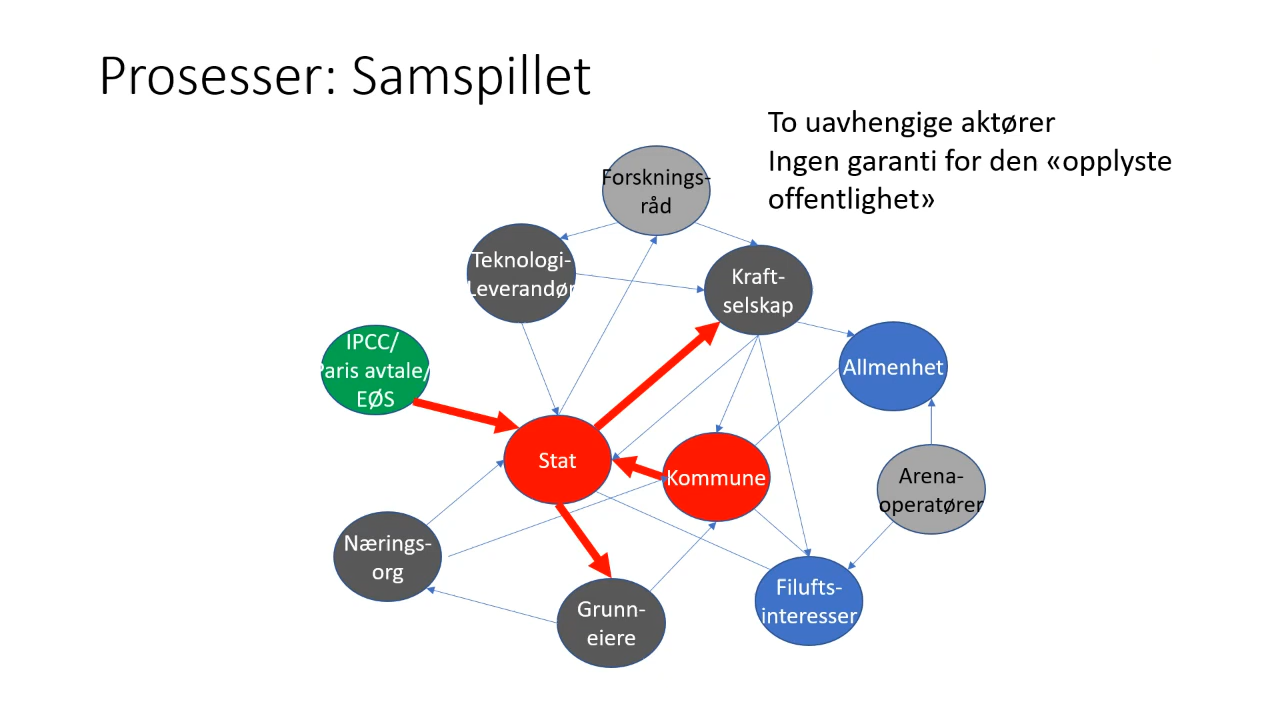 Prosesser: Samspillet
To uavhengige aktører
Ingen garanti for den «opplyste
offentlighet»
Forsknings-
råd
Teknologi-
Leverandør
Kraft-
selskap
IPCC/
Paris avtale/
EØS
Allmenhet
Stat
Kommune
Arena-
operatører
Nærings-
org
Grunn-
eiere
Filufts-
interesser